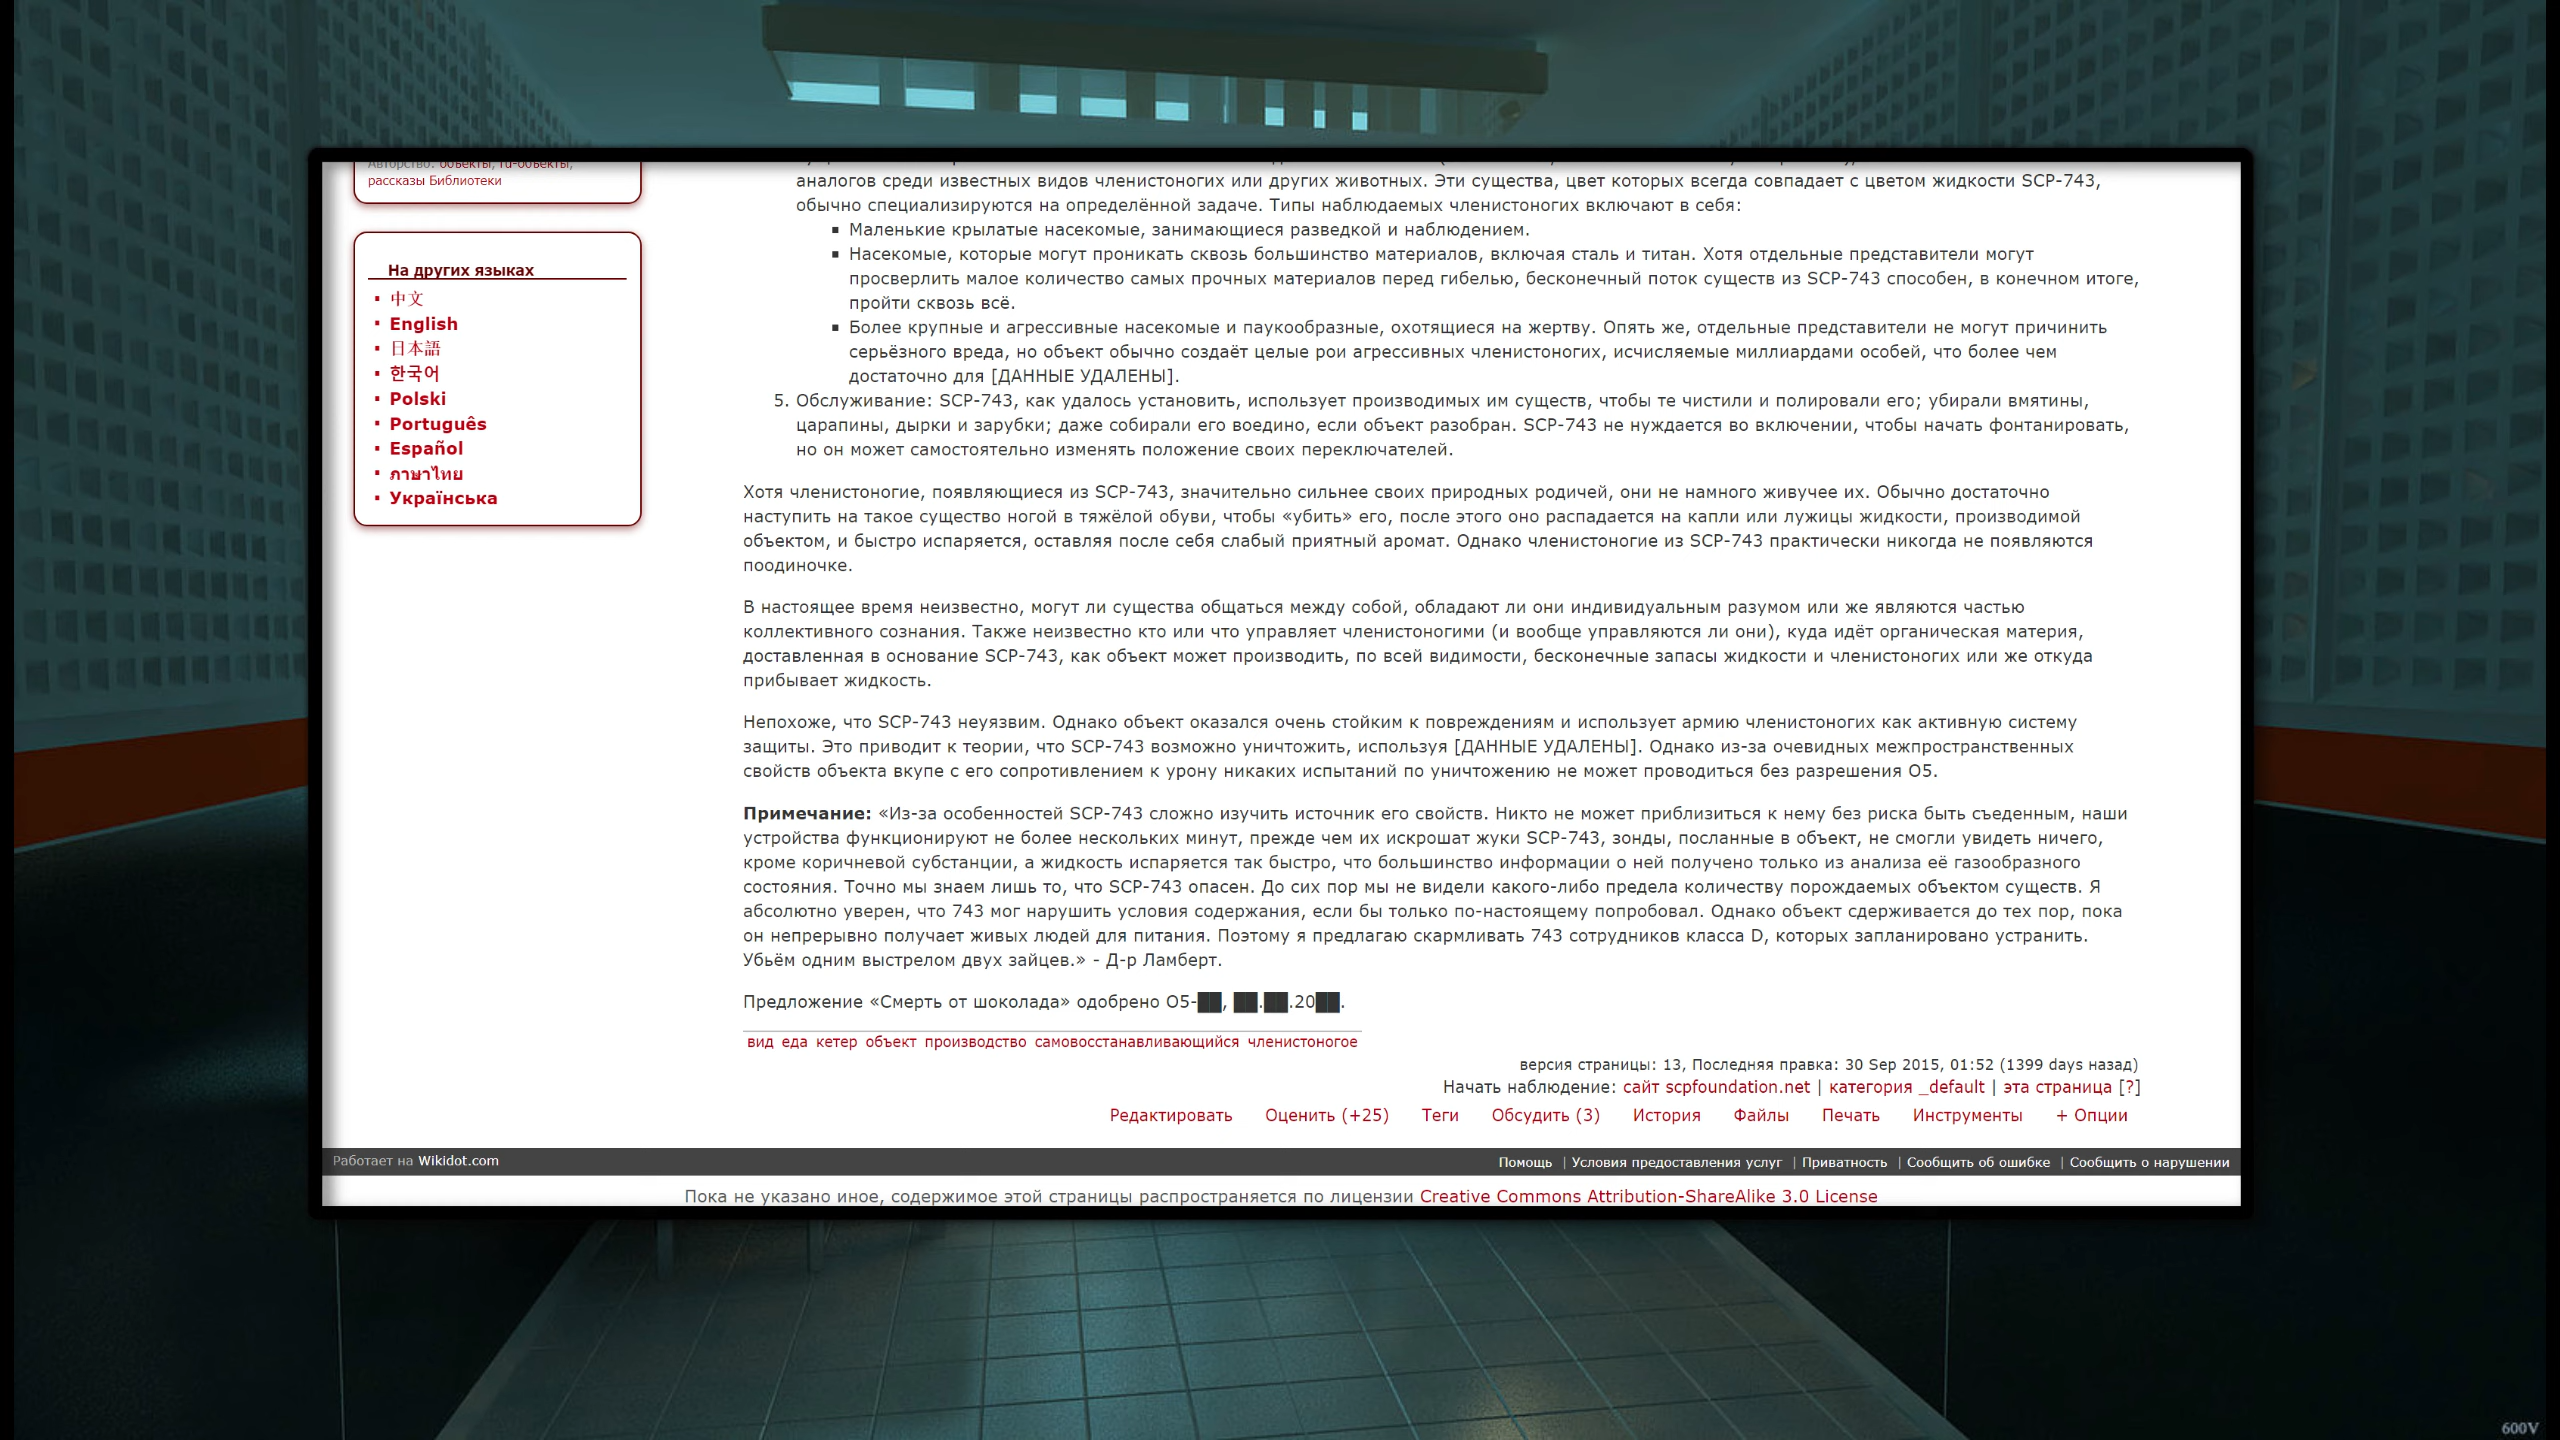 Авторство: объекты, ru-объекты,
рассказы Библиотеки
На других языках
中文
English
日本語
한국어
Polski
Português
Español
ภาษาไทย
Українська
аналогов среди известных видов членистоногих или других животных. Эти существа, цвет которых всегда совпадает с цветом жидкости SCP-743,
обычно специализируются на определённой задаче. Типы наблюдаемых членистоногих включают в себя:
Маленькие крылатые насекомые, занимающиеся разведкой и наблюдением.
Насекомые, которые могут проникать сквозь большинство материалов, включая сталь и титан. Хотя отдельные представители могут
просверлить малое количество самых прочных материалов перед гибелью, бесконечный поток существ из SCP-743 способен, в конечном итоге,
пройти сквозь всё.
Более крупные и агрессивные насекомые и паукообразные, охотящиеся на жертву. Опять же, отдельные представители не могут причинить
серьёзного вреда, но объект обычно создаёт целые рои агрессивных членистоногих, исчисляемые миллиардами особей, что более чем
достаточно для [ДАННЫЕ УДАЛЕНЫ].
5. Обслуживание: SCP-743, как удалось установить, использует производимых им существ, чтобы те чистили и полировали его; убирали вмятины,
царапины, дырки и зарубки; даже собирали его воедино, если объект разобран. SCP-743 не нуждается во включении, чтобы начать фонтанировать,
но он может самостоятельно изменять положение своих переключателей.
Хотя членистоногие, появляющиеся из SCP-743, значительно сильнее своих природных родичей, они не намного живучее их. Обычно достаточно
наступить на такое существо ногой в тяжёлой обуви, чтобы «убить» его, после этого оно распадается на капли или лужицы жидкости, производимой
объектом, и быстро испаряется, оставляя после себя слабый приятный аромат. Однако членистоногие из SCP-743 практически никогда не появляются
поодиночке.
В настоящее время неизвестно, могут ли существа общаться между собой, обладают ли они индивидуальным разумом или же являются частью
коллективного сознания. Также неизвестно кто или что управляет членистоногими (и вообще управляются ли они), куда идёт органическая материя,
доставленная в основание SCP-743, как объект может производить, по всей видимости, бесконечные запасы жидкости и членистоногих или же откуда
прибывает жидкость.
Непохоже, что SCP-743 неуязвим. Однако объект оказался очень стойким к повреждениям и использует армию членистоногих как активную систему
защиты. Это приводит к теории, что SCP-743 возможно уничтожить, используя [ДАННЫЕ УДАЛЕНЫ]. Однако из-за очевидных межпространственных
свойств объекта вкупе с его сопротивлением к урону никаких испытаний по уничтожению не может проводиться без разрешения О5.
Примечание: «Из-за особенностей SCP-743 сложно изучить источник его свойств. Никто не может приблизиться к нему без риска быть съеденным, наши
устройства функционируют не более нескольких минут, прежде чем их искрошат жуки SCP-743, зонды, посланные в объект, не смогли увидеть ничего,
кроме коричневой субстанции, а жидкость испаряется так быстро, что большинство информации о ней получено только из анализа её газообразного
состояния. Точно мы знаем лишь то, что SCP-743 опасен. До сих пор мы не видели какого-либо предела количеству порождаемых объектом существ. Я
абсолютно уверен, что 743 мог нарушить условия содержания, если бы только по-настоящему попробовал. Однако объект сдерживается до тех пор, пока
он непрерывно получает живых людей для питания. Поэтому я предлагаю скармливать 743 сотрудников класса D, которых запланировано устранить.
Убьём одним выстрелом двух зайцев.» - Д-р Ламберт.
Предложение «Смерть от шоколада» одобрено О5-██, ██.██.20██.
вид еда кетер объект производство самовосстанавливающийся членистоногое
версия страницы: 13, Последняя правка: 30 Sep 2015, 01:52 (1399 days назад)
Начать наблюдение: сайт scpfoundation.net | категория _default | эта страница [?]
Редактировать Оценить (+25) Теги Обсудить (3) История Файлы Печать Инструменты + Опции
Работает на Wikidot.com
Помощь | Условия предоставления услуг | Приватность | Сообщить об ошибке | Сообщить о нарушении
Пока не указано иное, содержимое этой страницы распространяется по лицензии Creative Commons Attribution-ShareAlike 3.0 License
600V